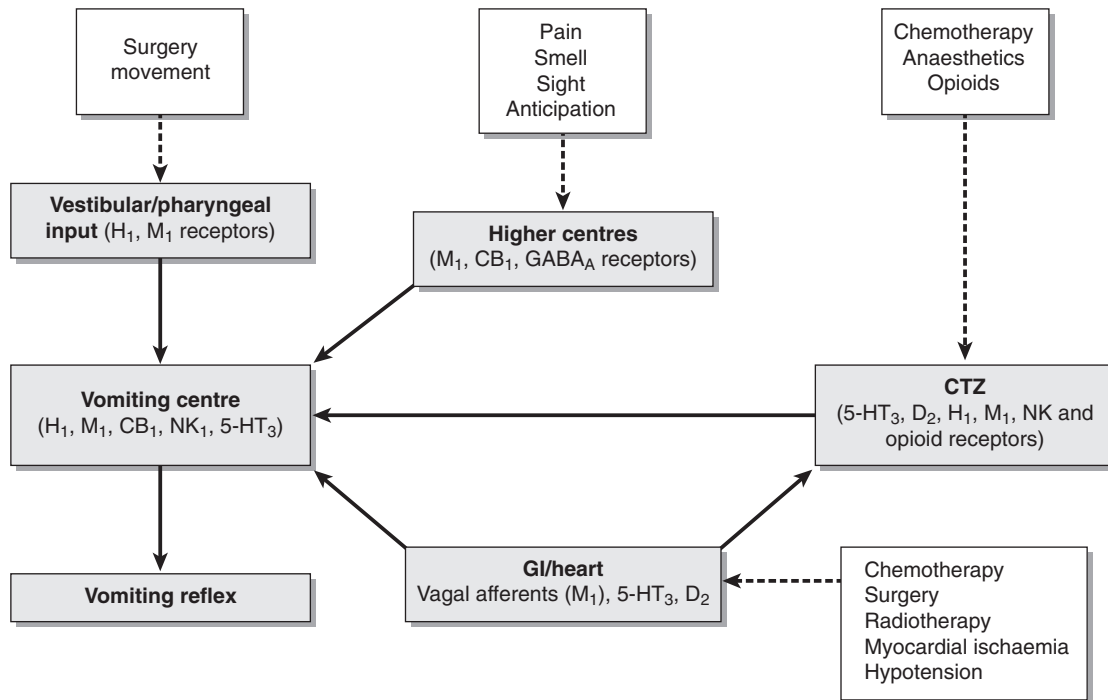 Surgery
movement
Pain
Smell
Sight
Anticipation
Chemotherapy
Anaesthetics
Opioids
Vestibular/pharyngeal
input (H₁, M₁ receptors)
Higher centres
(M₁, CB₁, GABA_A receptors)
Vomiting centre
(H₁, M₁, CB₁, NK₁, 5-HT₃)
CTZ
(5-HT₃, D₂, H₁, M₁, NK and
opioid receptors)
Vomiting reflex
GI/heart
Vagal afferents (M₁), 5-HT₃, D₂
Chemotherapy
Surgery
Radiotherapy
Myocardial ischaemia
Hypotension